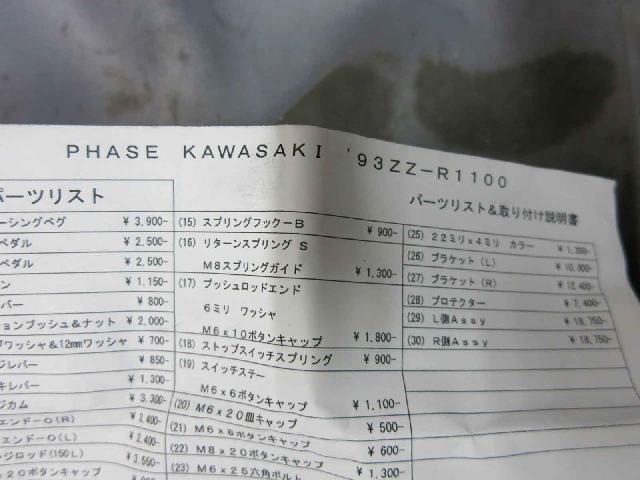 PHASE KAWASAKI '93ZZ-R1100
パーツリスト
パーツリスト&取り付け説明書
ーシングペグ ¥ 3,900-
ペダル ¥ 2,500-
ペダル ¥ 2,500-
ン ¥ 1,150-
バー ¥ 800-
ョンブッシュ&ナット ¥ 2,000-
ワッシャ&12mmワッシャ ¥ 700-
ジレバー ¥ 850-
キレバー ¥ 1,300-
ジカム ¥ 3,300-
エンド-O(R) ¥ 2,400-
エンド-O(L) ¥ 2,400-
ジロッド(150L) ¥ 3,550-
20ボタンキャップ
(15) スプリングフックーB ¥ 900-
(16) リターンスプリング S
M8スプリングガイド ¥ 1,300-
(17) プッシュロッドエンド
6ミリ ワッシャ
M6x10ボタンキャップ ¥ 1,800-
(18) ストップスイッチスプリング ¥ 900-
(19) スイッチステー
M6x6ボタンキャップ ¥ 1,100-
(20) M6x20皿キャップ ¥ 500-
(21) M6x6ボタンキャップ
(22) M8x20ボタンキャップ ¥ 600-
(23) M6x25六角ボルト ¥ 1,300-
(25) 22ミリx4ミリ カラー ¥ 1,300-
(26) ブラケット(L) ¥ 10,800-
(27) ブラケット(R) ¥ 12,400-
(28) プロテクター ¥ 7,400-
(29) L側Assy ¥ 18,750-
(30) R側Assy ¥ 18,750-